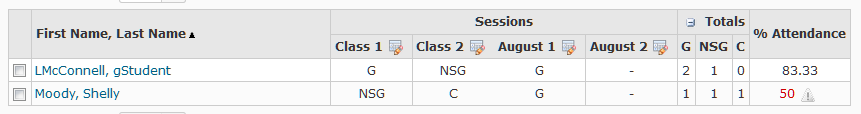 Sessions Totals
First Name, Last Name % Attendance
Class 1 Class 2 August 1 August 2 G NSG C
LMcConnell, gStudent G NSG G - 2 1 0 83.33
Moody, Shelly NSG C G - 1 1 1 50